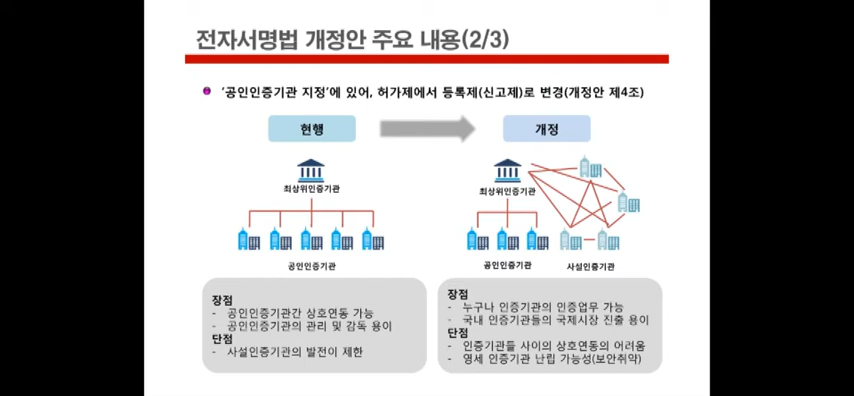 전자서명법 개정안 주요 내용(2/3)
'공인인증기관 지정'에 있어, 허가제에서 등록제(신고제)로 변경(개정안 제4조)
현행
개정
최상위인증기관
최상위인증기관
공인인증기관
공인인증기관
사설인증기관
장점
- 공인인증기관간 상호연동 가능
- 공인인증기관의 관리 및 감독 용이
단점
- 사설인증기관의 발전이 제한
장점
- 누구나 인증기관의 인증업무 가능
- 국내 인증기관들의 국제시장 진출 용이
단점
- 인증기관들 사이의 상호연동의 어려움
- 영세 인증기관 난립 가능성(보안취약)